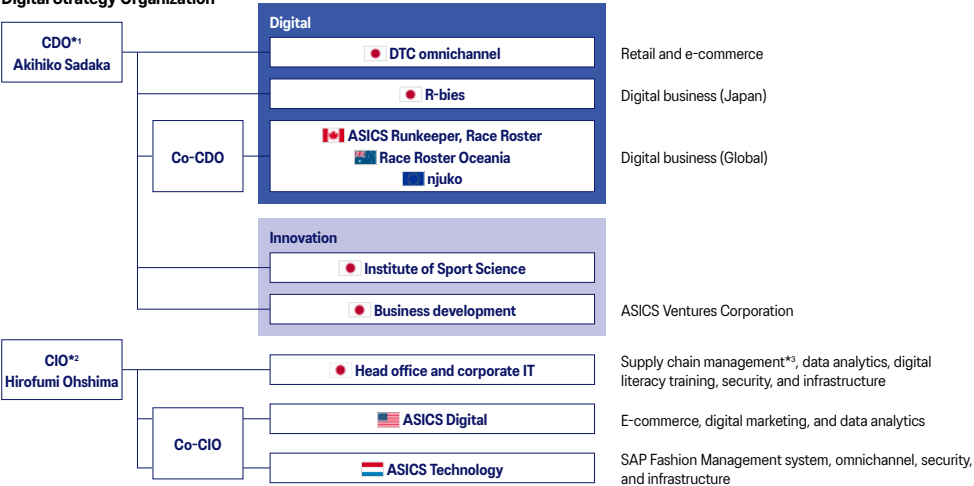 Digital Strategy Organization
Digital
CDO*1
Akihiko Sadaka
DTC omnichannel
Retail and e-commerce
R-bies
Digital business (Japan)
Co-CDO
ASICS Runkeeper, Race Roster
Race Roster Oceania
njuko
Digital business (Global)
Innovation
Institute of Sport Science
Business development
ASICS Ventures Corporation
CIO*2
Hirofumi Ohshima
Head office and corporate IT
Supply chain management*3, data analytics, digital
literacy training, security, and infrastructure
Co-CIO
ASICS Digital
E-commerce, digital marketing, and data analytics
ASICS Technology
SAP Fashion Management system, omnichannel, security,
and infrastructure